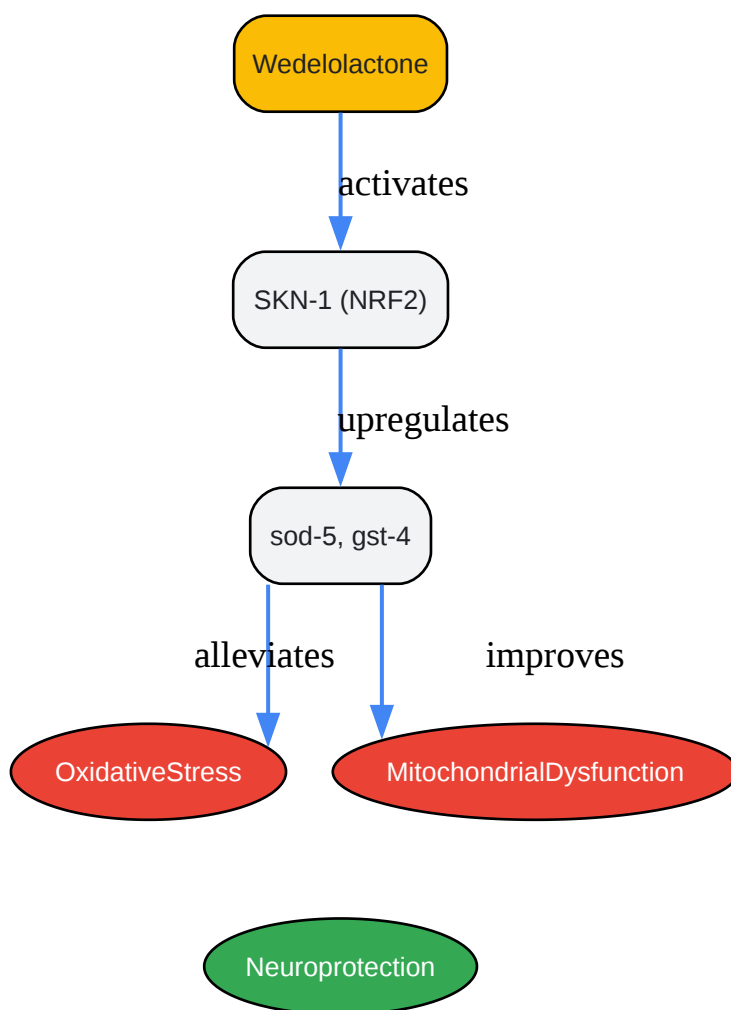 Wedelolactone
activates
SKN-1 (NRF2)
upregulates
sod-5, gst-4
alleviates
improves
OxidativeStress
MitochondrialDysfunction
Neuroprotection